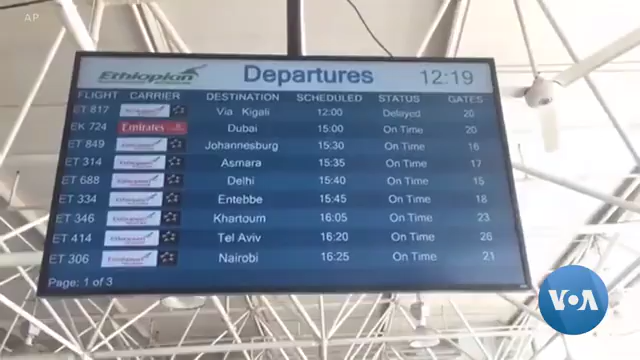 AP
Ethiopian
Departures
12:19
FLIGHT CARRIER DESTINATION SCHEDULED STATUS GATES
ET 817 Via Kigali 12:00 Delayed 20
EK 724 Emirates Dubai 15:00 On Time 20
ET 849 Johannesburg 15:30 On Time 16
ET 314 Asmara 15:35 On Time 17
ET 688 Delhi 15:40 On Time 15
ET 334 Entebbe 15:45 On Time 18
ET 346 Khartoum 16:05 On Time 23
ET 414 Tel Aviv 16:20 On Time 26
ET 306 Nairobi 16:25 On Time 21
Page: 1 of 3
VOA